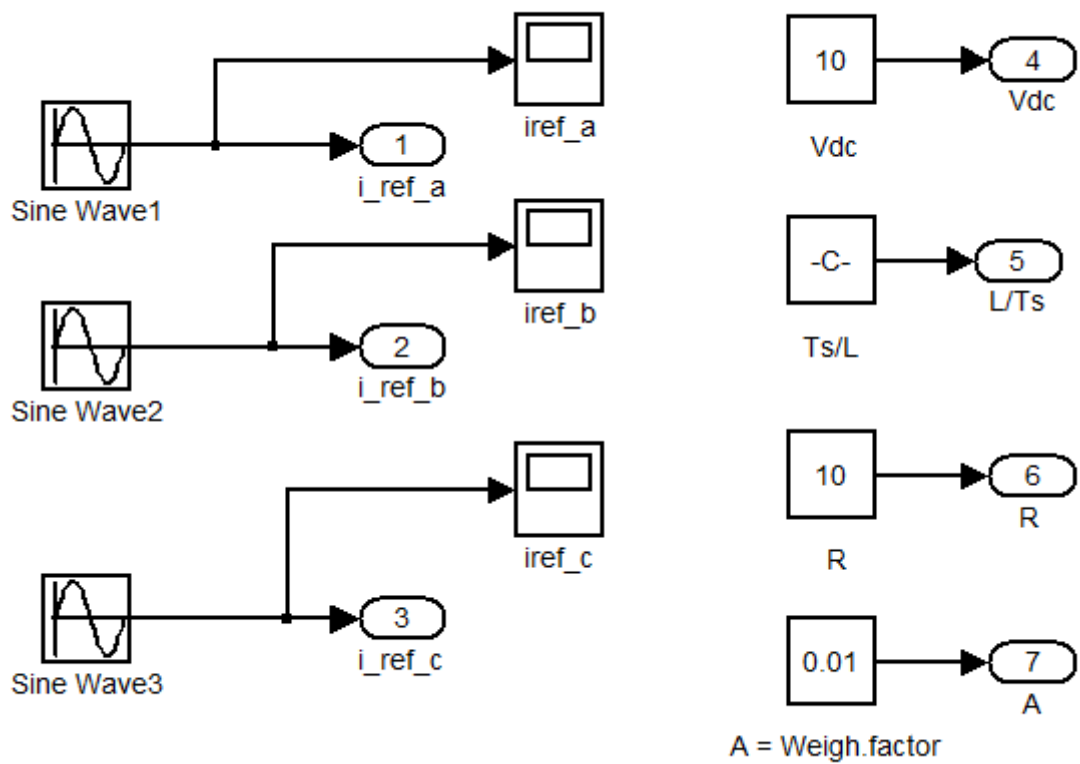 iref_a
1
i_ref_a
Sine Wave1
iref_b
2
i_ref_b
Sine Wave2
iref_c
3
i_ref_c
Sine Wave3
10
4
Vdc
Vdc
-C-
5
L/Ts
Ts/L
10
6
R
R
0.01
7
A
A = Weigh.factor